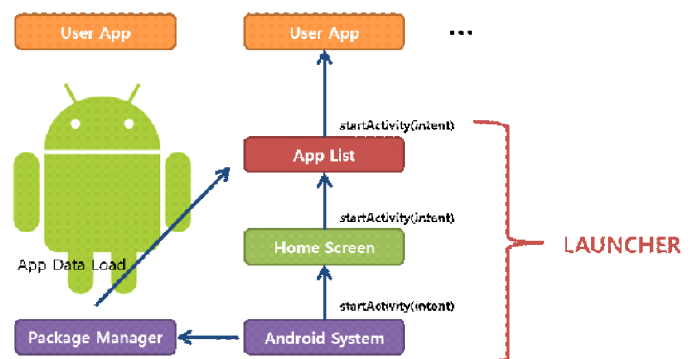 User App
User App
...
startActivity(intent)
App List
startActivity(intent)
Home Screen
LAUNCHER
App Data Load
startActivity(intent)
Package Manager
Android System